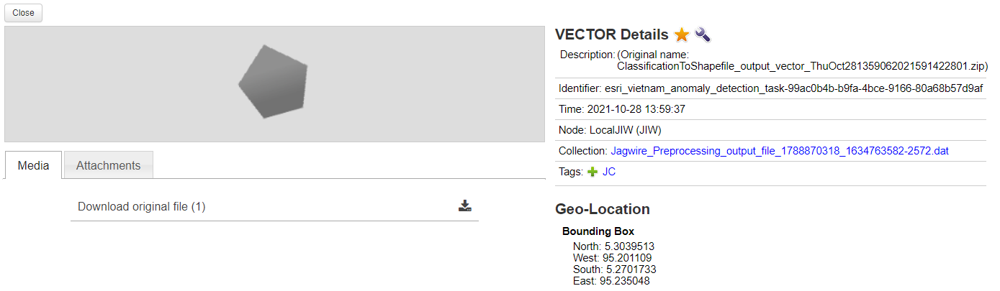 Close
Media
Attachments
Download original file (1)
VECTOR Details
Description: (Original name:
ClassificationToShapefile_output_vector_ThuOct281359062021591422801.zip)
Identifier: esri_vietnam_anomaly_detection_task-99ac0b4b-b9fa-4bce-9166-80a68b57d9af
Time: 2021-10-28 13:59:37
Node: LocalJIW (JIW)
Collection: Jagwire_Preprocessing_output_file_1788870318_1634763582-2572.dat
Tags: JC
Geo-Location
Bounding Box
North: 5.3039513
West: 95.201109
South: 5.2701733
East: 95.235048